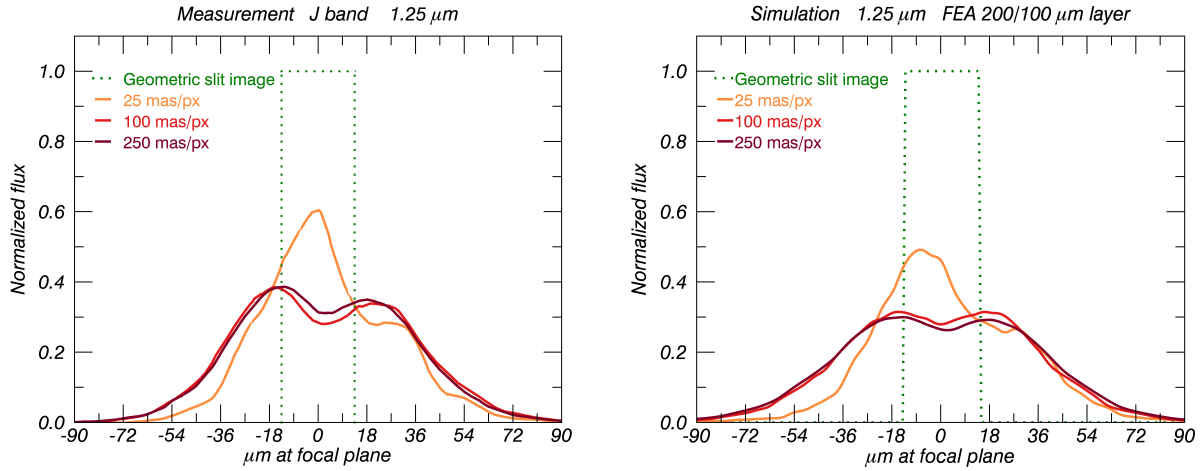 Measurement J band 1.25 μm
Normalized flux
1.0
0.8
0.6
0.4
0.2
0.0
Geometric slit image
25 mas/px
100 mas/px
250 mas/px
-90 -72 -54 -36 -18 0 18 36 54 72 90
μm at focal plane
Simulation 1.25 μm FEA 200/100 μm layer
Normalized flux
1.0
0.8
0.6
0.4
0.2
0.0
Geometric slit image
25 mas/px
100 mas/px
250 mas/px
-90 -72 -54 -36 -18 0 18 36 54 72 90
μm at focal plane